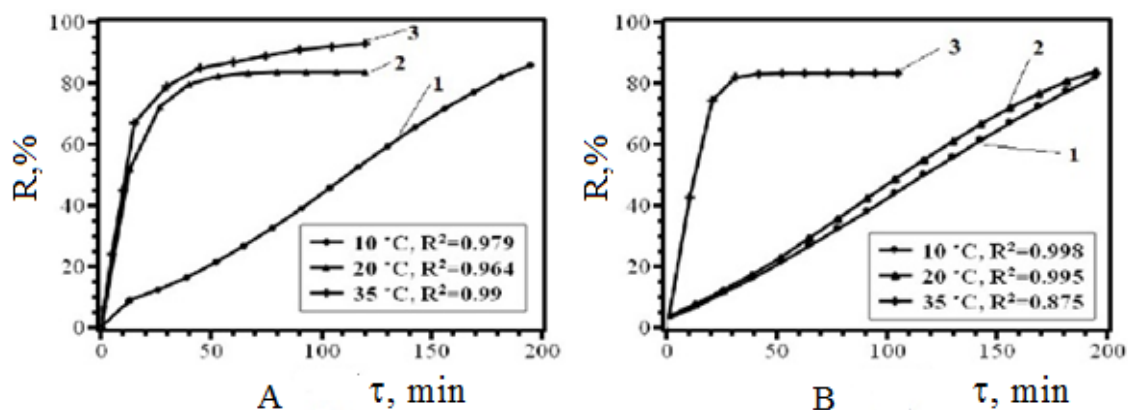 100
80
60
40
20
0
R,%
3
2
1
10 °C, R²=0.979
20 °C, R²=0.964
35 °C, R²=0.99
0 50 100 150 200
A τ, min
100
80
60
40
20
0
R,%
3
2
1
10 °C, R²=0.998
20 °C, R²=0.995
35 °C, R²=0.875
0 50 100 150 200
B τ, min